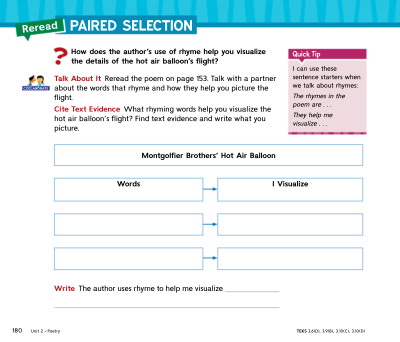 Reread PAIRED SELECTION
? How does the author's use of rhyme help you visualize
the details of the hot air balloon's flight?
Talk About It Read the poem on page 153. Talk with a partner
about the words that rhyme and how they help you picture the
flight.
COLLABORATE
Cite Text Evidence What rhyming words help you visualize the
hot air balloon's flight? Find text evidence and write what you
picture.
Quick Tip
I can use these
sentence starters when
we talk about rhymes:
The rhymes in the
poem are . . .
They help me
visualize . . .
Montgolfier Brothers' Hot Air Balloon
Words
I Visualize
Write The author uses rhyme to help me visualize
180 Unit 2 • Poetry
TEKS 3.6(D), 3.9(B), 3.10(C), 3.10(D)